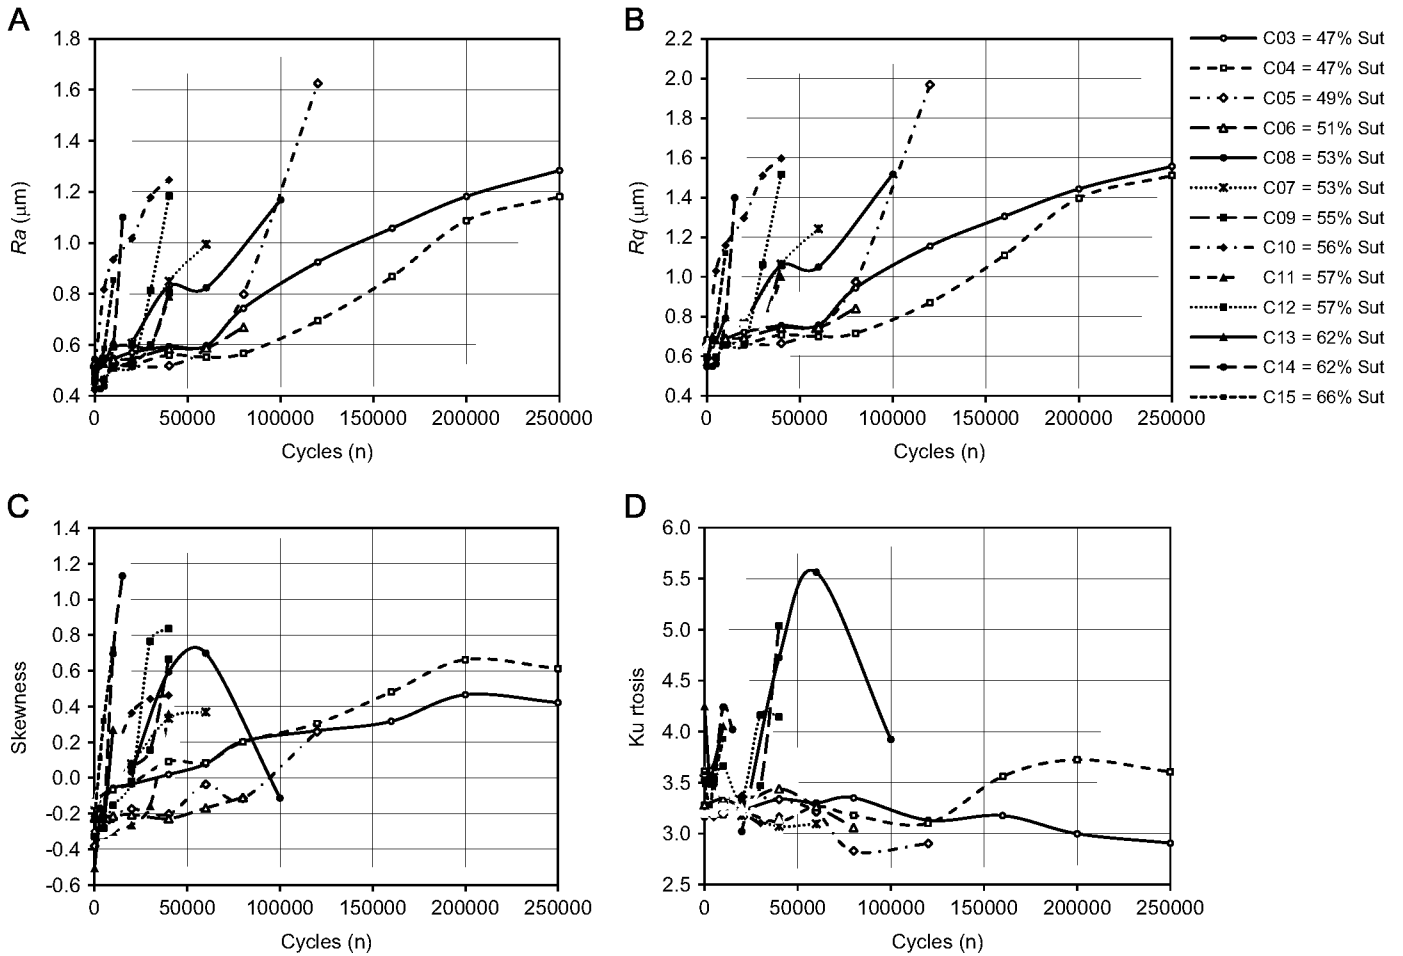 A
1.8
1.6
1.4
1.2
1.0
0.8
0.6
0.4
Ra (µm)
0 50000 100000 150000 200000 250000
Cycles (n)
B
2.2
2.0
1.8
1.6
1.4
1.2
1.0
0.8
0.6
0.4
Rq (µm)
0 50000 100000 150000 200000 250000
Cycles (n)
C03 = 47% Sut
C04 = 47% Sut
C05 = 49% Sut
C06 = 51% Sut
C08 = 53% Sut
C07 = 53% Sut
C09 = 55% Sut
C10 = 56% Sut
C11 = 57% Sut
C12 = 57% Sut
C13 = 62% Sut
C14 = 62% Sut
C15 = 66% Sut
C
1.4
1.2
1.0
0.8
0.6
0.4
0.2
0.0
-0.2
-0.4
-0.6
Skewness
0 50000 100000 150000 200000 250000
Cycles (n)
D
6.0
5.5
5.0
4.5
4.0
3.5
3.0
2.5
Ku rtosis
0 50000 100000 150000 200000 250000
Cycles (n)